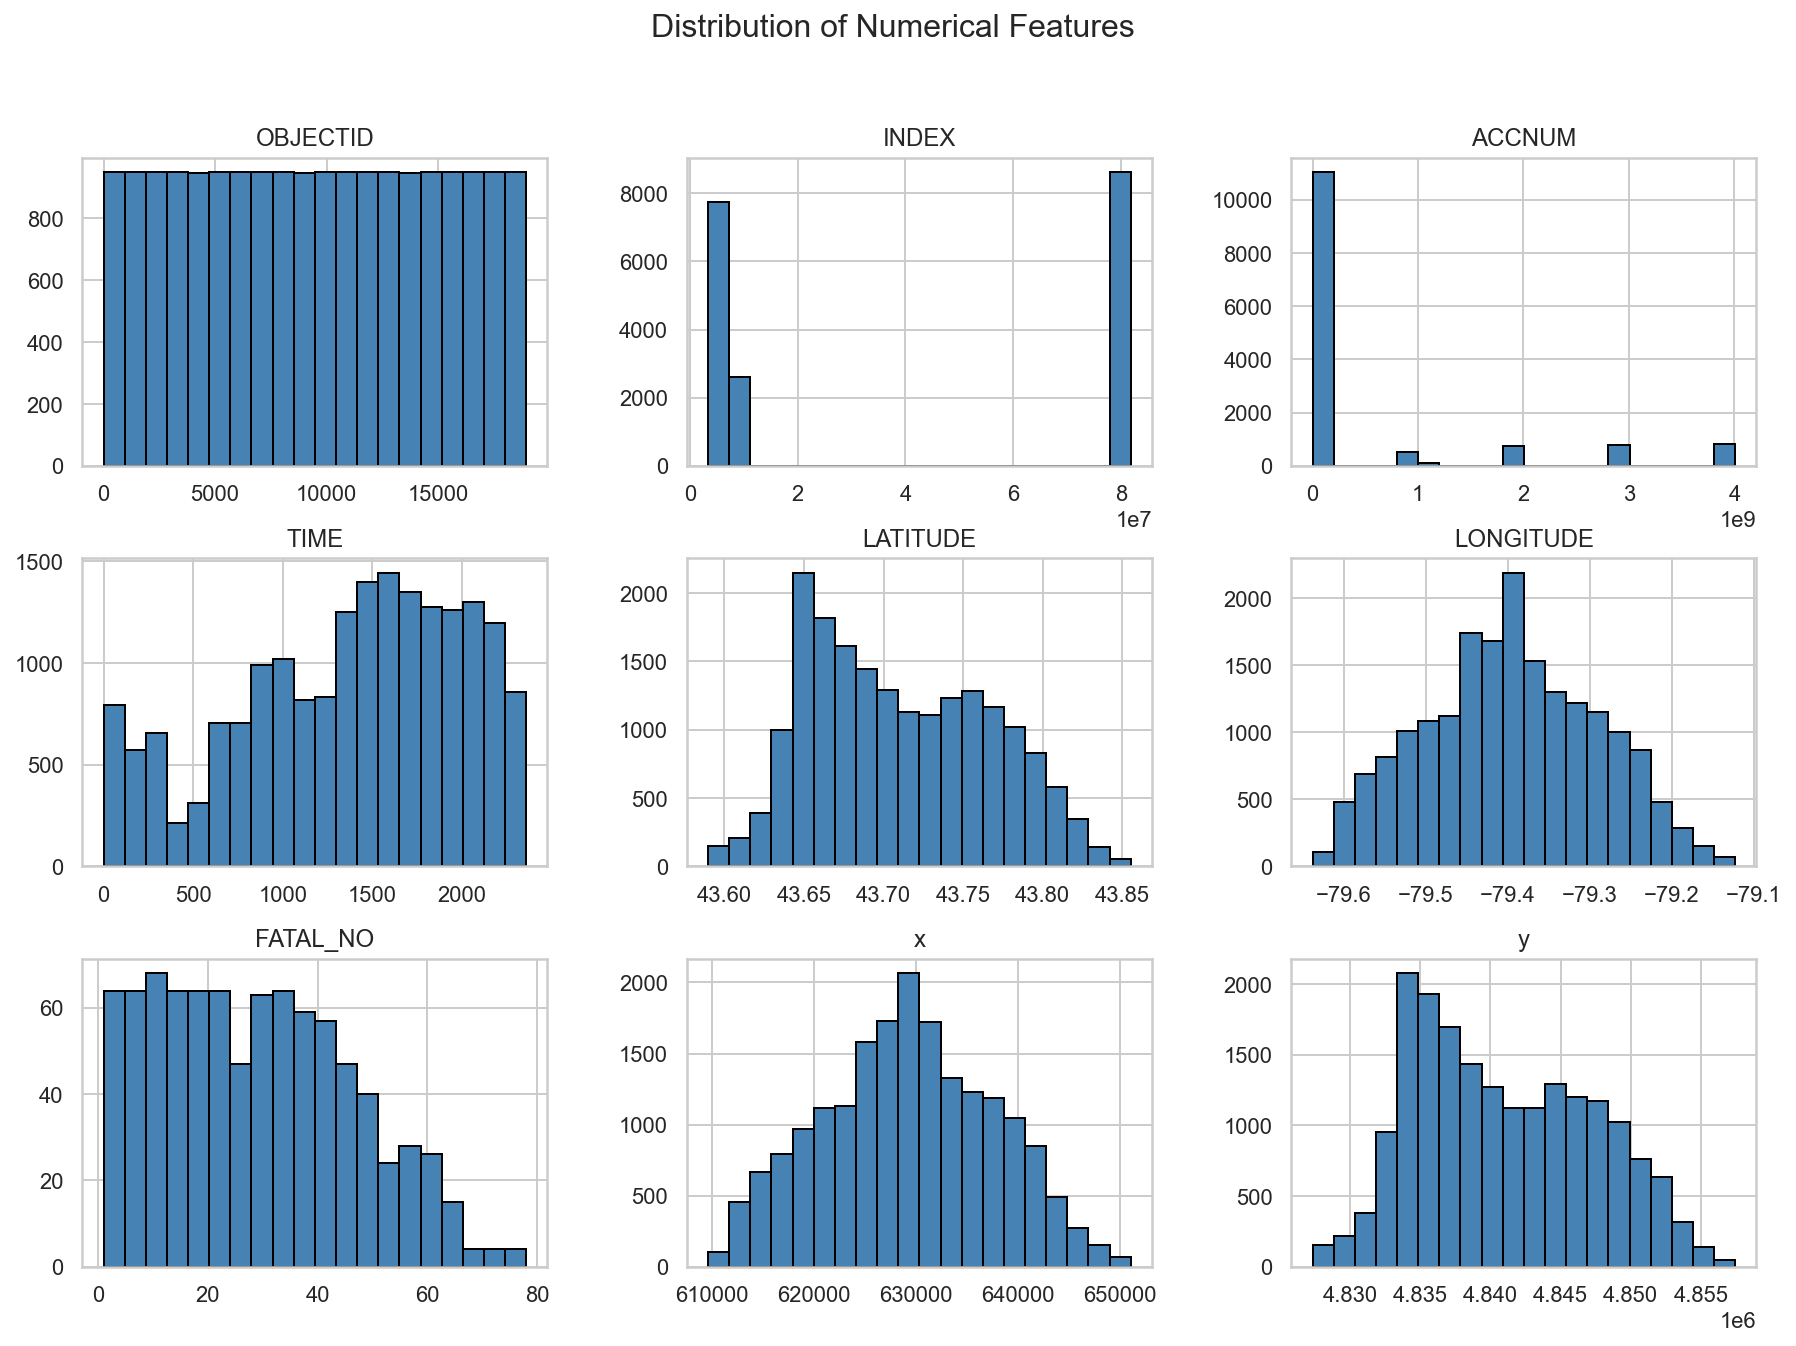 Distribution of Numerical Features
OBJECTID
INDEX
ACCNUM
800
600
400
200
0
0 5000 10000 15000
8000
6000
4000
2000
0
0 2 4 6 8
1e7
10000
8000
6000
4000
2000
0
0 1 2 3 4
1e9
TIME
LATITUDE
LONGITUDE
1500
1000
500
0
0 500 1000 1500 2000
2000
1500
1000
500
0
43.60 43.65 43.70 43.75 43.80 43.85
2000
1500
1000
500
0
−79.6 −79.5 −79.4 −79.3 −79.2 −79.1
FATAL_NO
x
y
60
40
20
0
0 20 40 60 80
2000
1500
1000
500
0
610000 620000 630000 640000 650000
2000
1500
1000
500
0
4.830 4.835 4.840 4.845 4.850 4.855
1e6